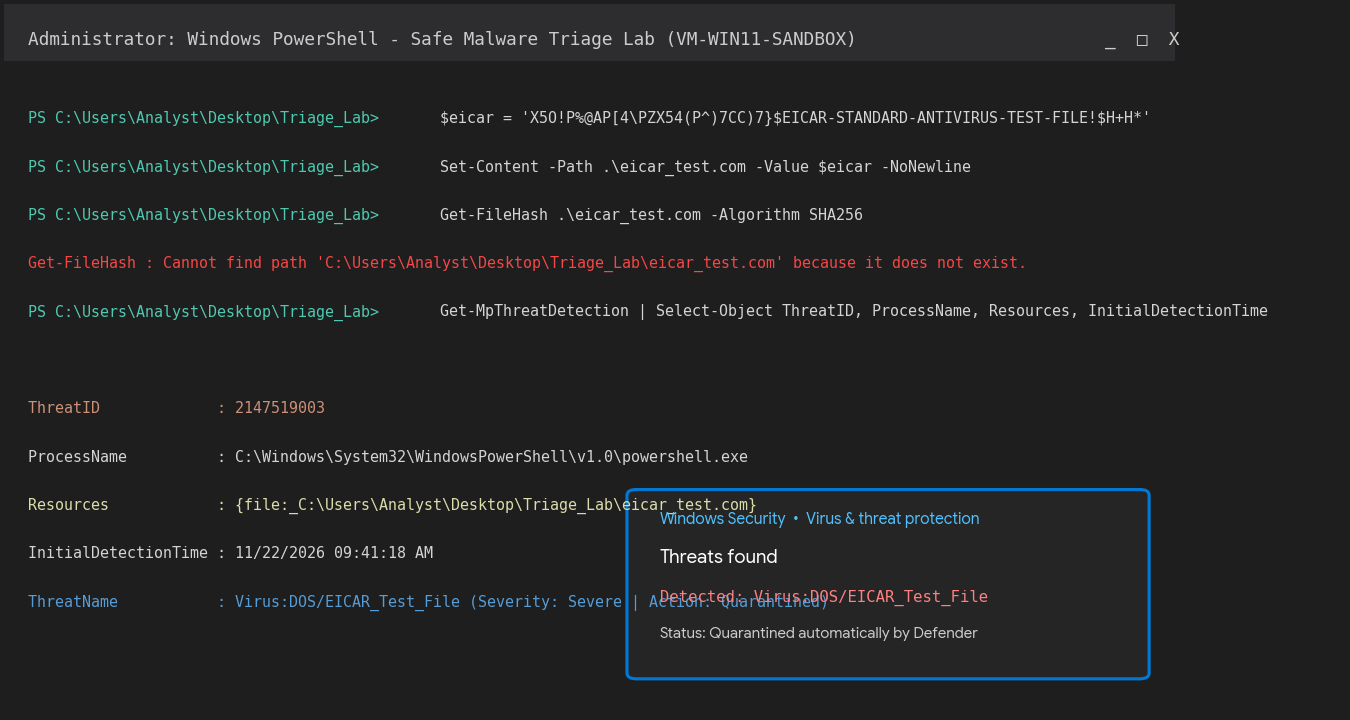 Administrator: Windows PowerShell - Safe Malware Triage Lab (VM-WIN11-SANDBOX) _ □ X
PS C:\Users\Analyst\Desktop\Triage_Lab> $eicar = 'X5O!P%@AP[4\PZX54(P^)7CC)7}$EICAR-STANDARD-ANTIVIRUS-TEST-FILE!$H+H*'
PS C:\Users\Analyst\Desktop\Triage_Lab> Set-Content -Path .\eicar_test.com -Value $eicar -NoNewline
PS C:\Users\Analyst\Desktop\Triage_Lab> Get-FileHash .\eicar_test.com -Algorithm SHA256
Get-FileHash : Cannot find path 'C:\Users\Analyst\Desktop\Triage_Lab\eicar_test.com' because it does not exist.
PS C:\Users\Analyst\Desktop\Triage_Lab> Get-MpThreatDetection | Select-Object ThreatID, ProcessName, Resources, InitialDetectionTime
ThreatID : 2147519003
ProcessName : C:\Windows\System32\WindowsPowerShell\v1.0\powershell.exe
Resources : {file:_C:\Users\Analyst\Desktop\Triage_Lab\eicar_test.com}
InitialDetectionTime : 11/22/2026 09:41:18 AM
ThreatName : Virus:DOS/EICAR_Test_File (Severity: Severe | Action: Quarantined)
Windows Security • Virus & threat protection
Threats found
Detected: Virus:DOS/EICAR_Test_File
Status: Quarantined automatically by Defender